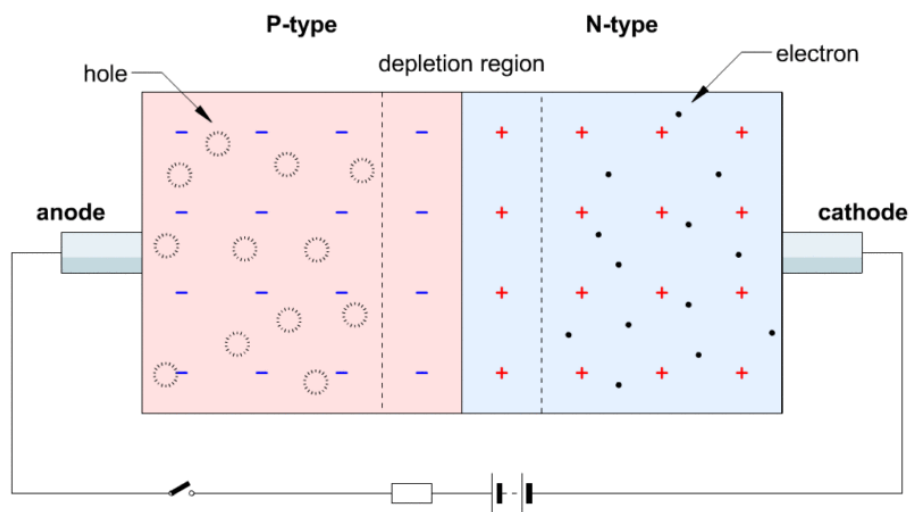 P-type
N-type
depletion region
hole
electron
anode
cathode